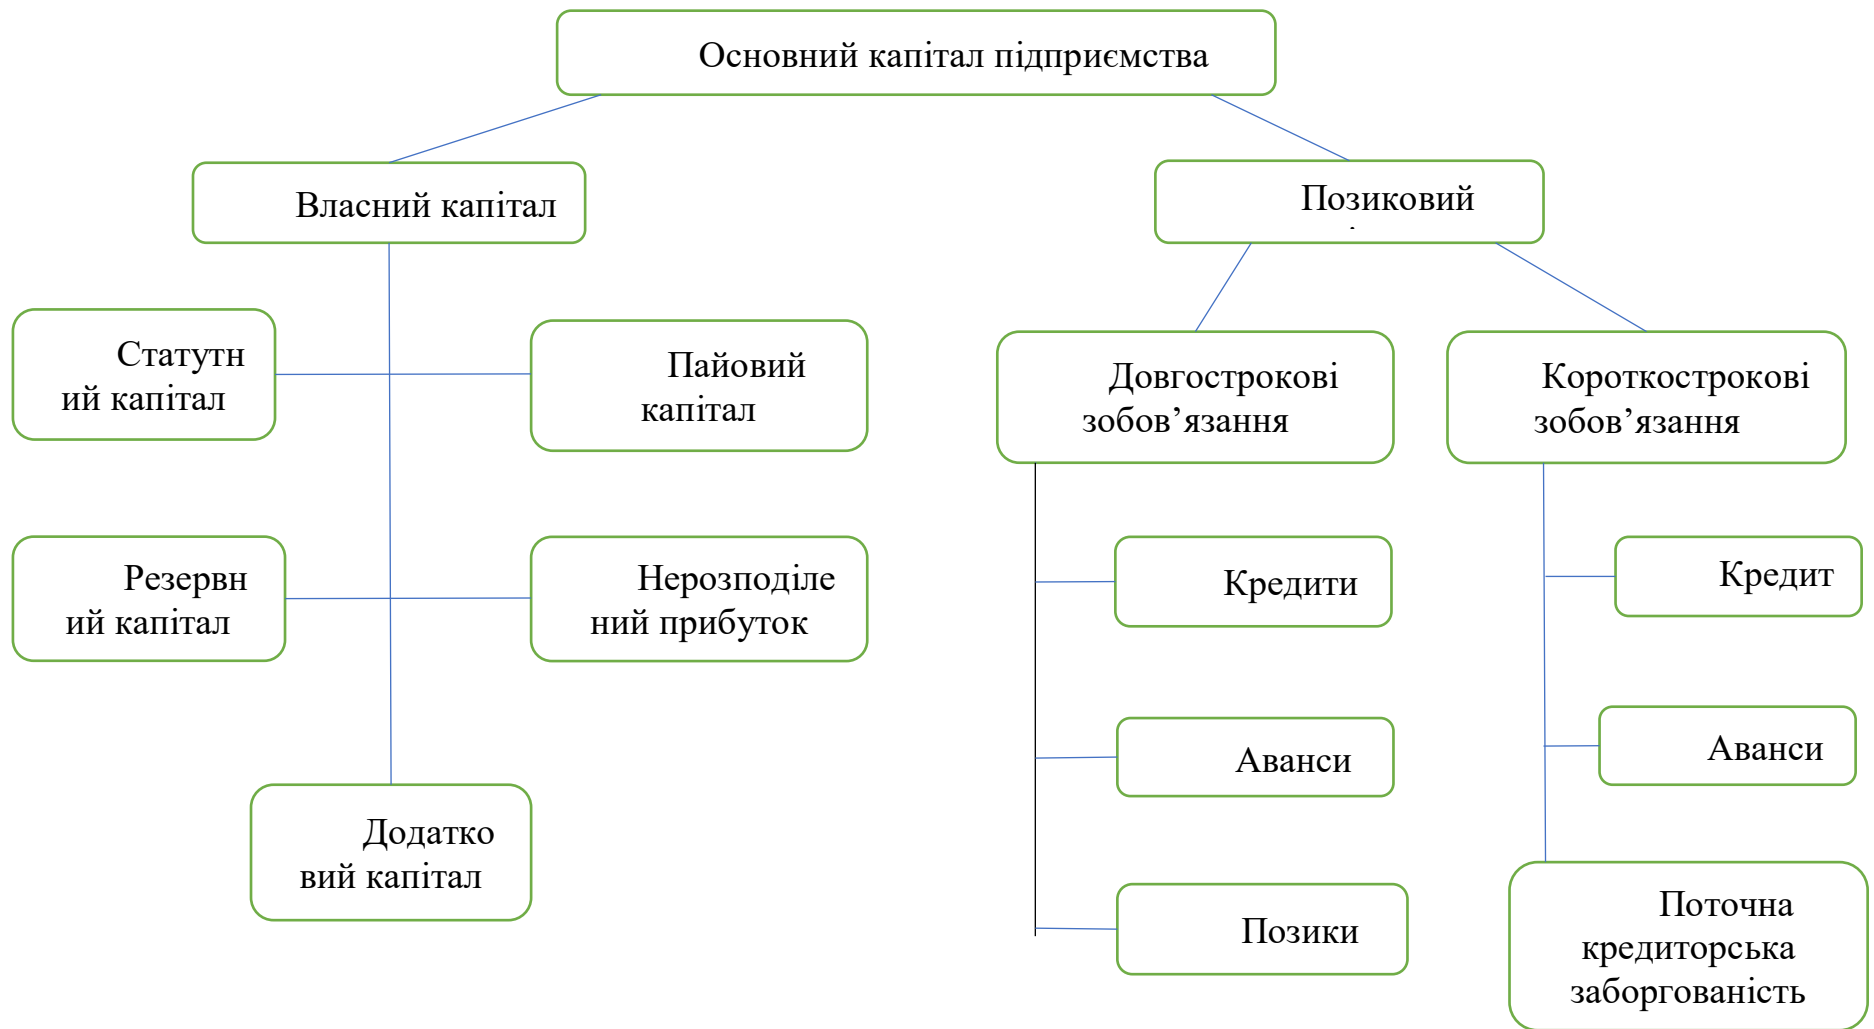 Основний капітал підприємства
Власний капітал
Позиковий
Статутн
ий капітал
Пайовий
капітал
Довгострокові
зобов’язання
Короткострокові
зобов’язання
Резервн
ий капітал
Нерозподіле
ний прибуток
Кредити
Кредит
Аванси
Аванси
Додатко
вий капітал
Позики
Поточна
кредиторська
заборгованість